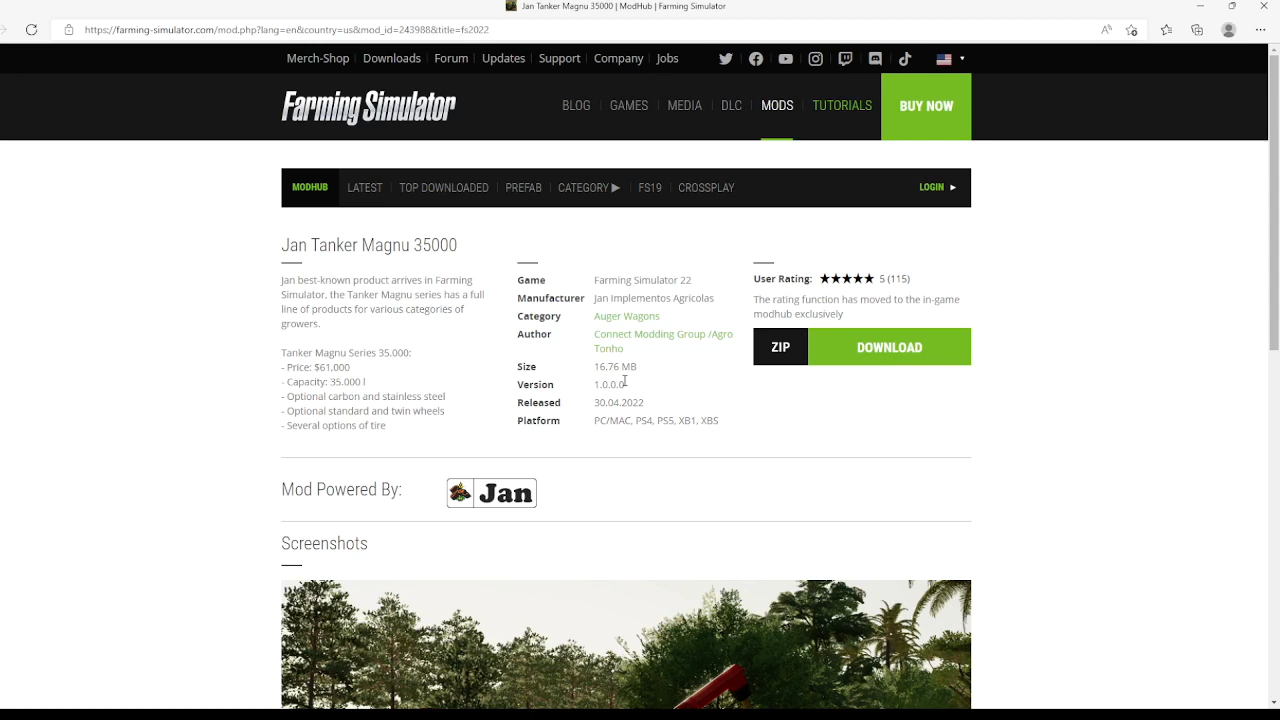 Jan Tanker Magnu 35000 | ModHub | Farming Simulator
https://farming-simulator.com/mod.php?lang=en&country=us&mod_id=243988&title=fs2022
Merch-Shop Downloads Forum Updates Support Company Jobs
Farming Simulator
BLOG GAMES MEDIA DLC MODS TUTORIALS BUY NOW
MODHUB LATEST TOP DOWNLOADED PREFAB CATEGORY FS19 CROSSPLAY LOGIN
Jan Tanker Magnu 35000
Jan best-known product arrives in Farming
Simulator, the Tanker Magnu series has a full
line of products for various categories of
growers.
Tanker Magnu Series 35.000:
- Price: $61,000
- Capacity: 35.000 l
- Optional carbon and stainless steel
- Optional standard and twin wheels
- Several options of tire
Game Farming Simulator 22
Manufacturer Jan Implementos Agricolas
Category Auger Wagons
Author Connect Modding Group /Agro
Tonho
Size 16.76 MB
Version 1.0.0.0
Released 30.04.2022
Platform PC/MAC, PS4, PS5, XB1, XBS
User Rating: 5 (115)
The rating function has moved to the in-game
modhub exclusively
ZIP DOWNLOAD
Mod Powered By: Jan
Screenshots